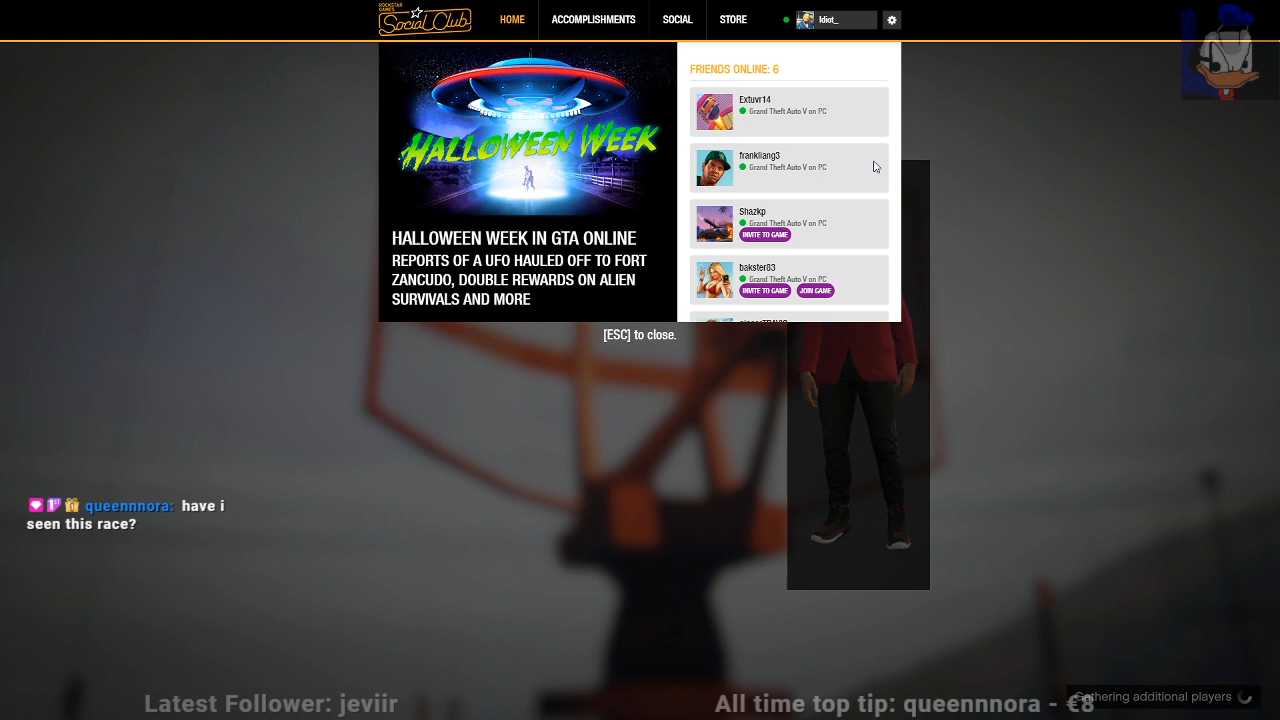 ROCKSTAR
GAMES
Social Club
HOME
ACCOMPLISHMENTS
SOCIAL
STORE
Idiot_
HALLOWEEN WEEK
HALLOWEEN WEEK IN GTA ONLINE
REPORTS OF A UFO HAULED OFF TO FORT
ZANCUDO, DOUBLE REWARDS ON ALIEN
SURVIVALS AND MORE
FRIENDS ONLINE: 6
Extuvr14
Grand Theft Auto V on PC
frankliang3
Grand Theft Auto V on PC
Shazkp
Grand Theft Auto V on PC
INVITE TO GAME
bakster83
Grand Theft Auto V on PC
INVITE TO GAME JOIN GAME
[ESC] to close.
queennnora: have i
seen this race?
Latest Follower: jeviir
All time top tip: queennnora - €8
Gathering additional players